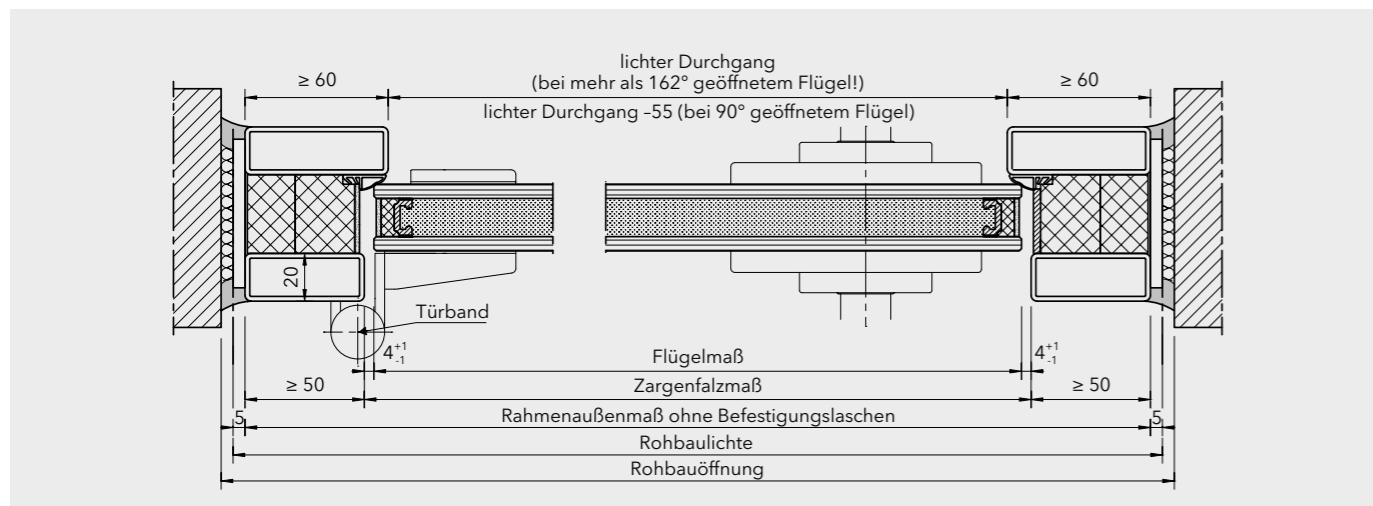 lichter Durchgang
≥ 60
(bei mehr als 162° geöffnetem Flügel!)
≥ 60
lichter Durchgang –55 (bei 90° geöffnetem Flügel)
20
Türband
4 +1 -1
Flügelmaß
4 +1 -1
≥ 50
Zargenfalzmaß
≥ 50
5
Rahmenaußenmaß ohne Befestigungslaschen
5
Rohbaulichte
Rohbauöffnung